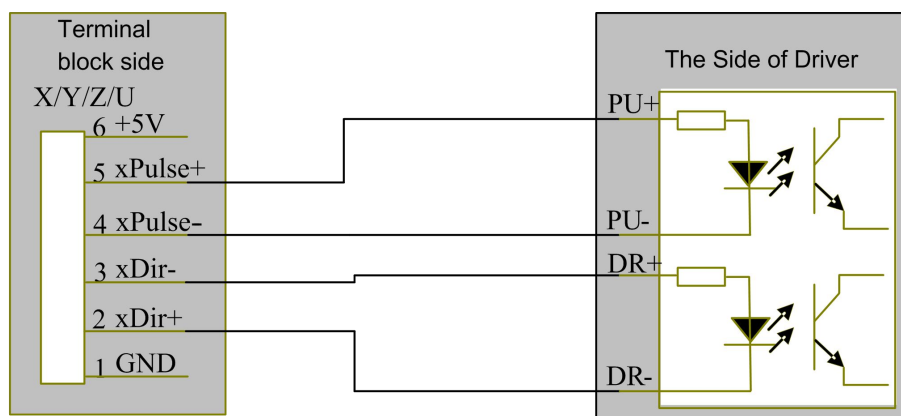 Terminal
block side
X/Y/Z/U
6 +5V
5 xPulse+
4 xPulse-
3 xDir-
2 xDir+
1 GND
The Side of Driver
PU+
PU-
DR+
DR-